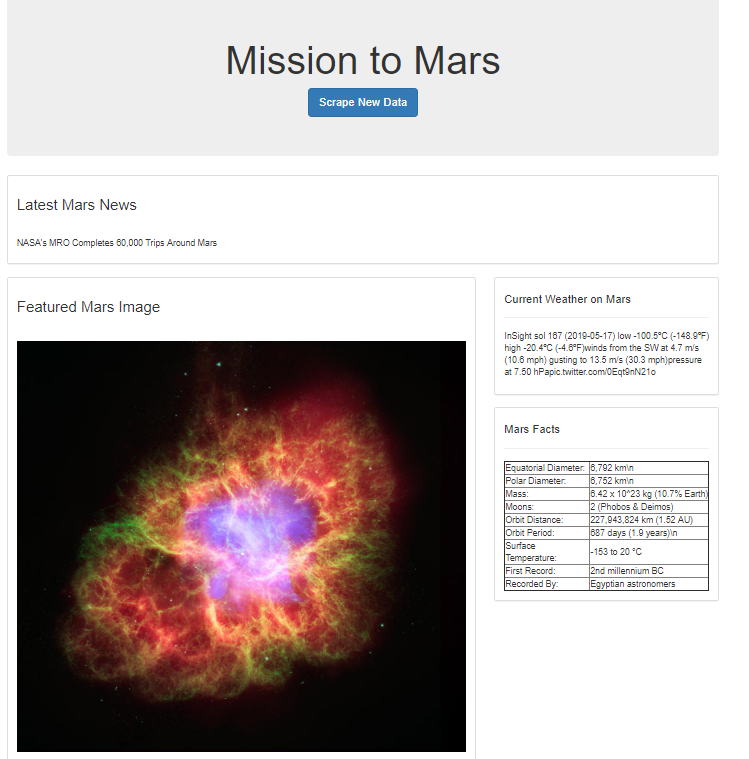 Mission to Mars
Scrape New Data
Latest Mars News
NASA's MRO Completes 60,000 Trips Around Mars
Featured Mars Image
Current Weather on Mars
InSight sol 167 (2019-05-17) low -100.5ºC (-148.9ºF)
high -20.4ºC (-4.6ºF)winds from the SW at 4.7 m/s
(10.6 mph) gusting to 13.5 m/s (30.3 mph)pressure
at 7.50 hPapic.twitter.com/0Eqt9nN21o
Mars Facts
Equatorial Diameter: 6,792 km\n
Polar Diameter: 6,752 km\n
Mass: 6.42 x 10^23 kg (10.7% Earth)
Moons: 2 (Phobos & Deimos)
Orbit Distance: 227,943,824 km (1.52 AU)
Orbit Period: 687 days (1.9 years)\n
Surface
Temperature: -153 to 20 °C
First Record: 2nd millennium BC
Recorded By: Egyptian astronomers